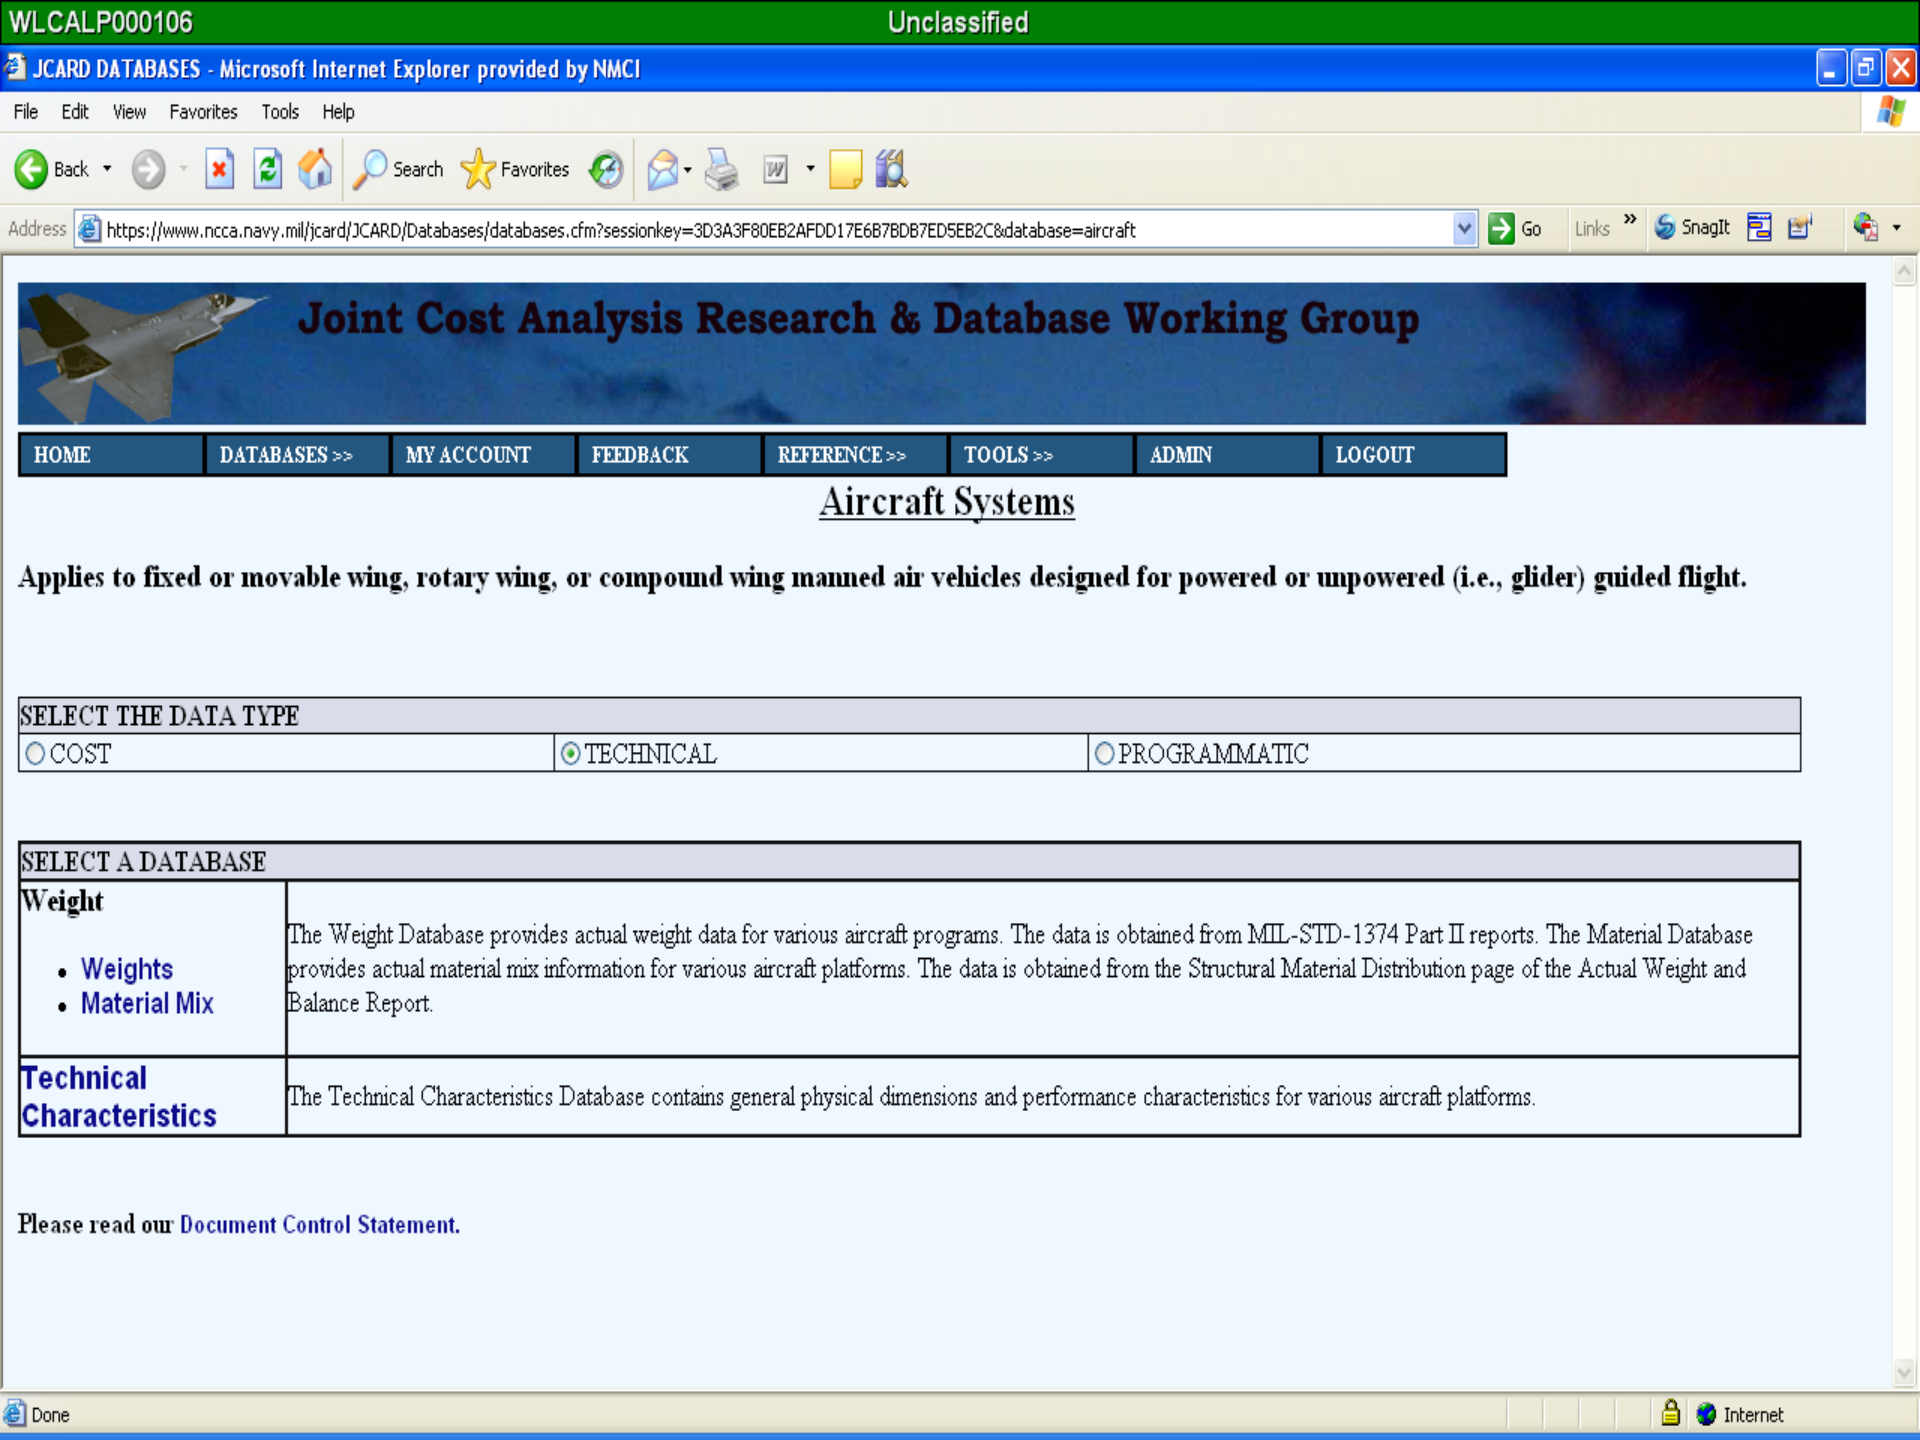 WLCALP000106 Unclassified
JCARD DATABASES - Microsoft Internet Explorer provided by NMCI
File Edit View Favorites Tools Help
Back Search Favorites W
Address https://www.ncca.navy.mil/jcard/JCARD/Databases/databases.cfm?sessionkey=3D3A3F80EB2AFDD17E6B7BDB7ED5EB2C&database=aircraft Go Links » SnagIt
Joint Cost Analysis Research & Database Working Group
HOME DATABASES >> MY ACCOUNT FEEDBACK REFERENCE >> TOOLS >> ADMIN LOGOUT
Aircraft Systems
Applies to fixed or movable wing, rotary wing, or compound wing manned air vehicles designed for powered or unpowered (i.e., glider) guided flight.
SELECT THE DATA TYPE
COST TECHNICAL PROGRAMMATIC
SELECT A DATABASE
Weight
• Weights
• Material Mix
The Weight Database provides actual weight data for various aircraft programs. The data is obtained from MIL-STD-1374 Part II reports. The Material Database
provides actual material mix information for various aircraft platforms. The data is obtained from the Structural Material Distribution page of the Actual Weight and
Balance Report.
Technical
Characteristics
The Technical Characteristics Database contains general physical dimensions and performance characteristics for various aircraft platforms.
Please read our Document Control Statement.
Done Internet